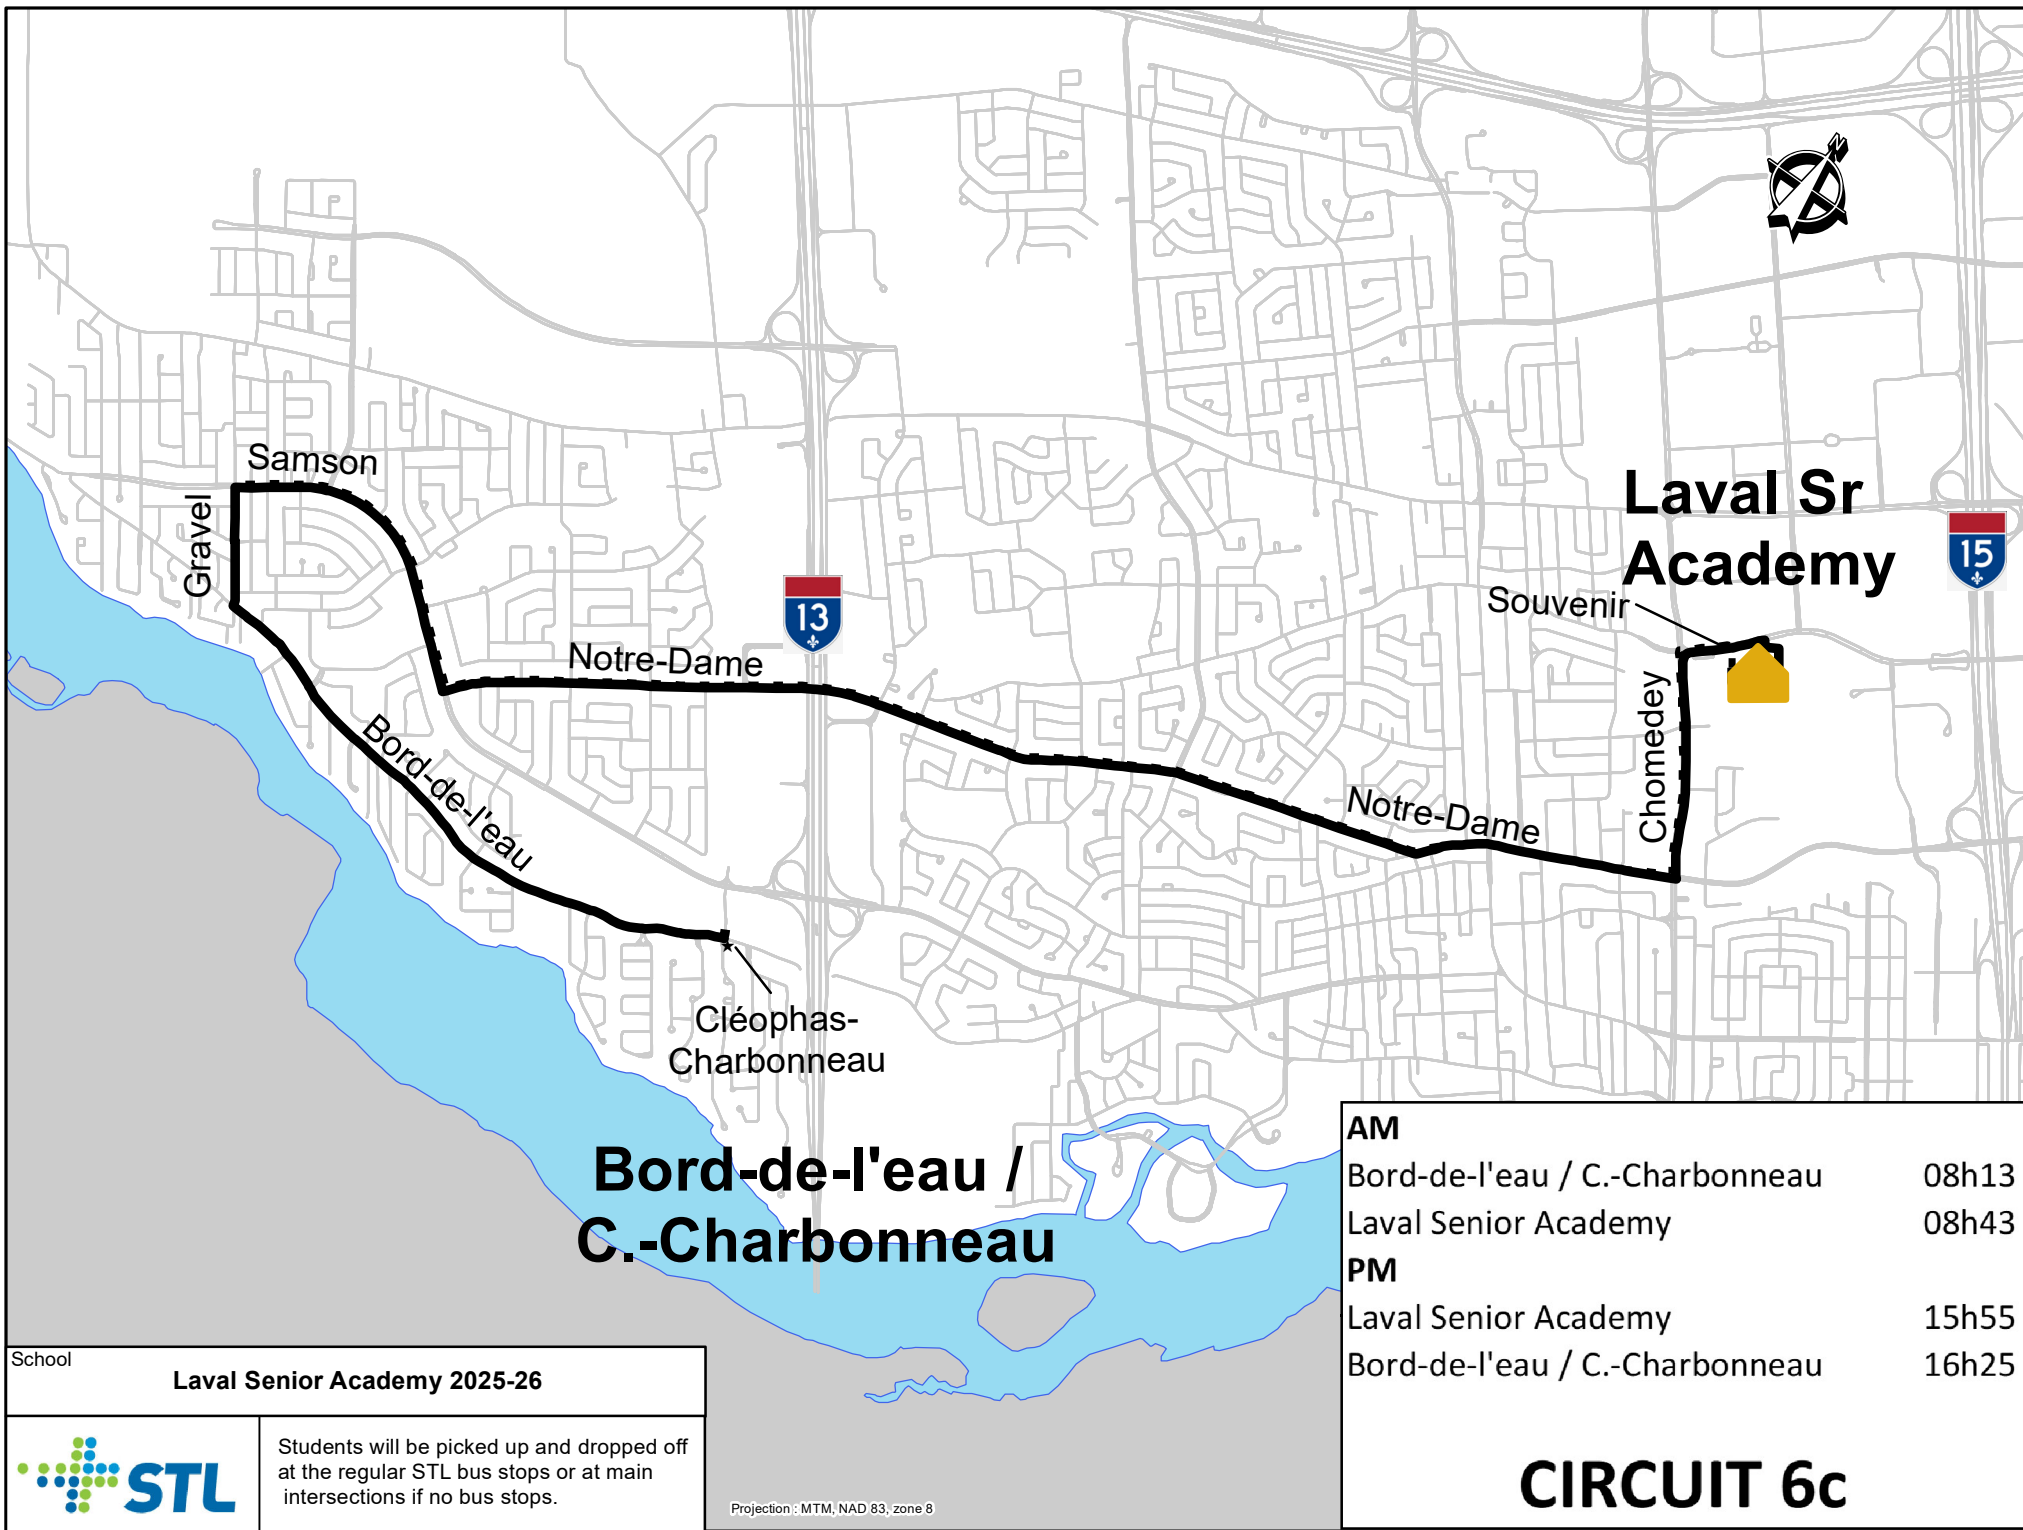 Samson
Gravel
Laval Sr
Academy
15
Souvenir
13
Notre-Dame
Chomedey
Bord-de-l'eau
Notre-Dame
Cléophas-
Charbonneau
Bord-de-l'eau /
C.-Charbonneau
N
AM
Bord-de-l'eau / C.-Charbonneau 08h13
Laval Senior Academy 08h43
PM
Laval Senior Academy 15h55
Bord-de-l'eau / C.-Charbonneau 16h25
CIRCUIT 6c
School
Laval Senior Academy 2025-26
STL
Students will be picked up and dropped off
at the regular STL bus stops or at main
intersections if no bus stops.
Projection : MTM, NAD 83, zone 8